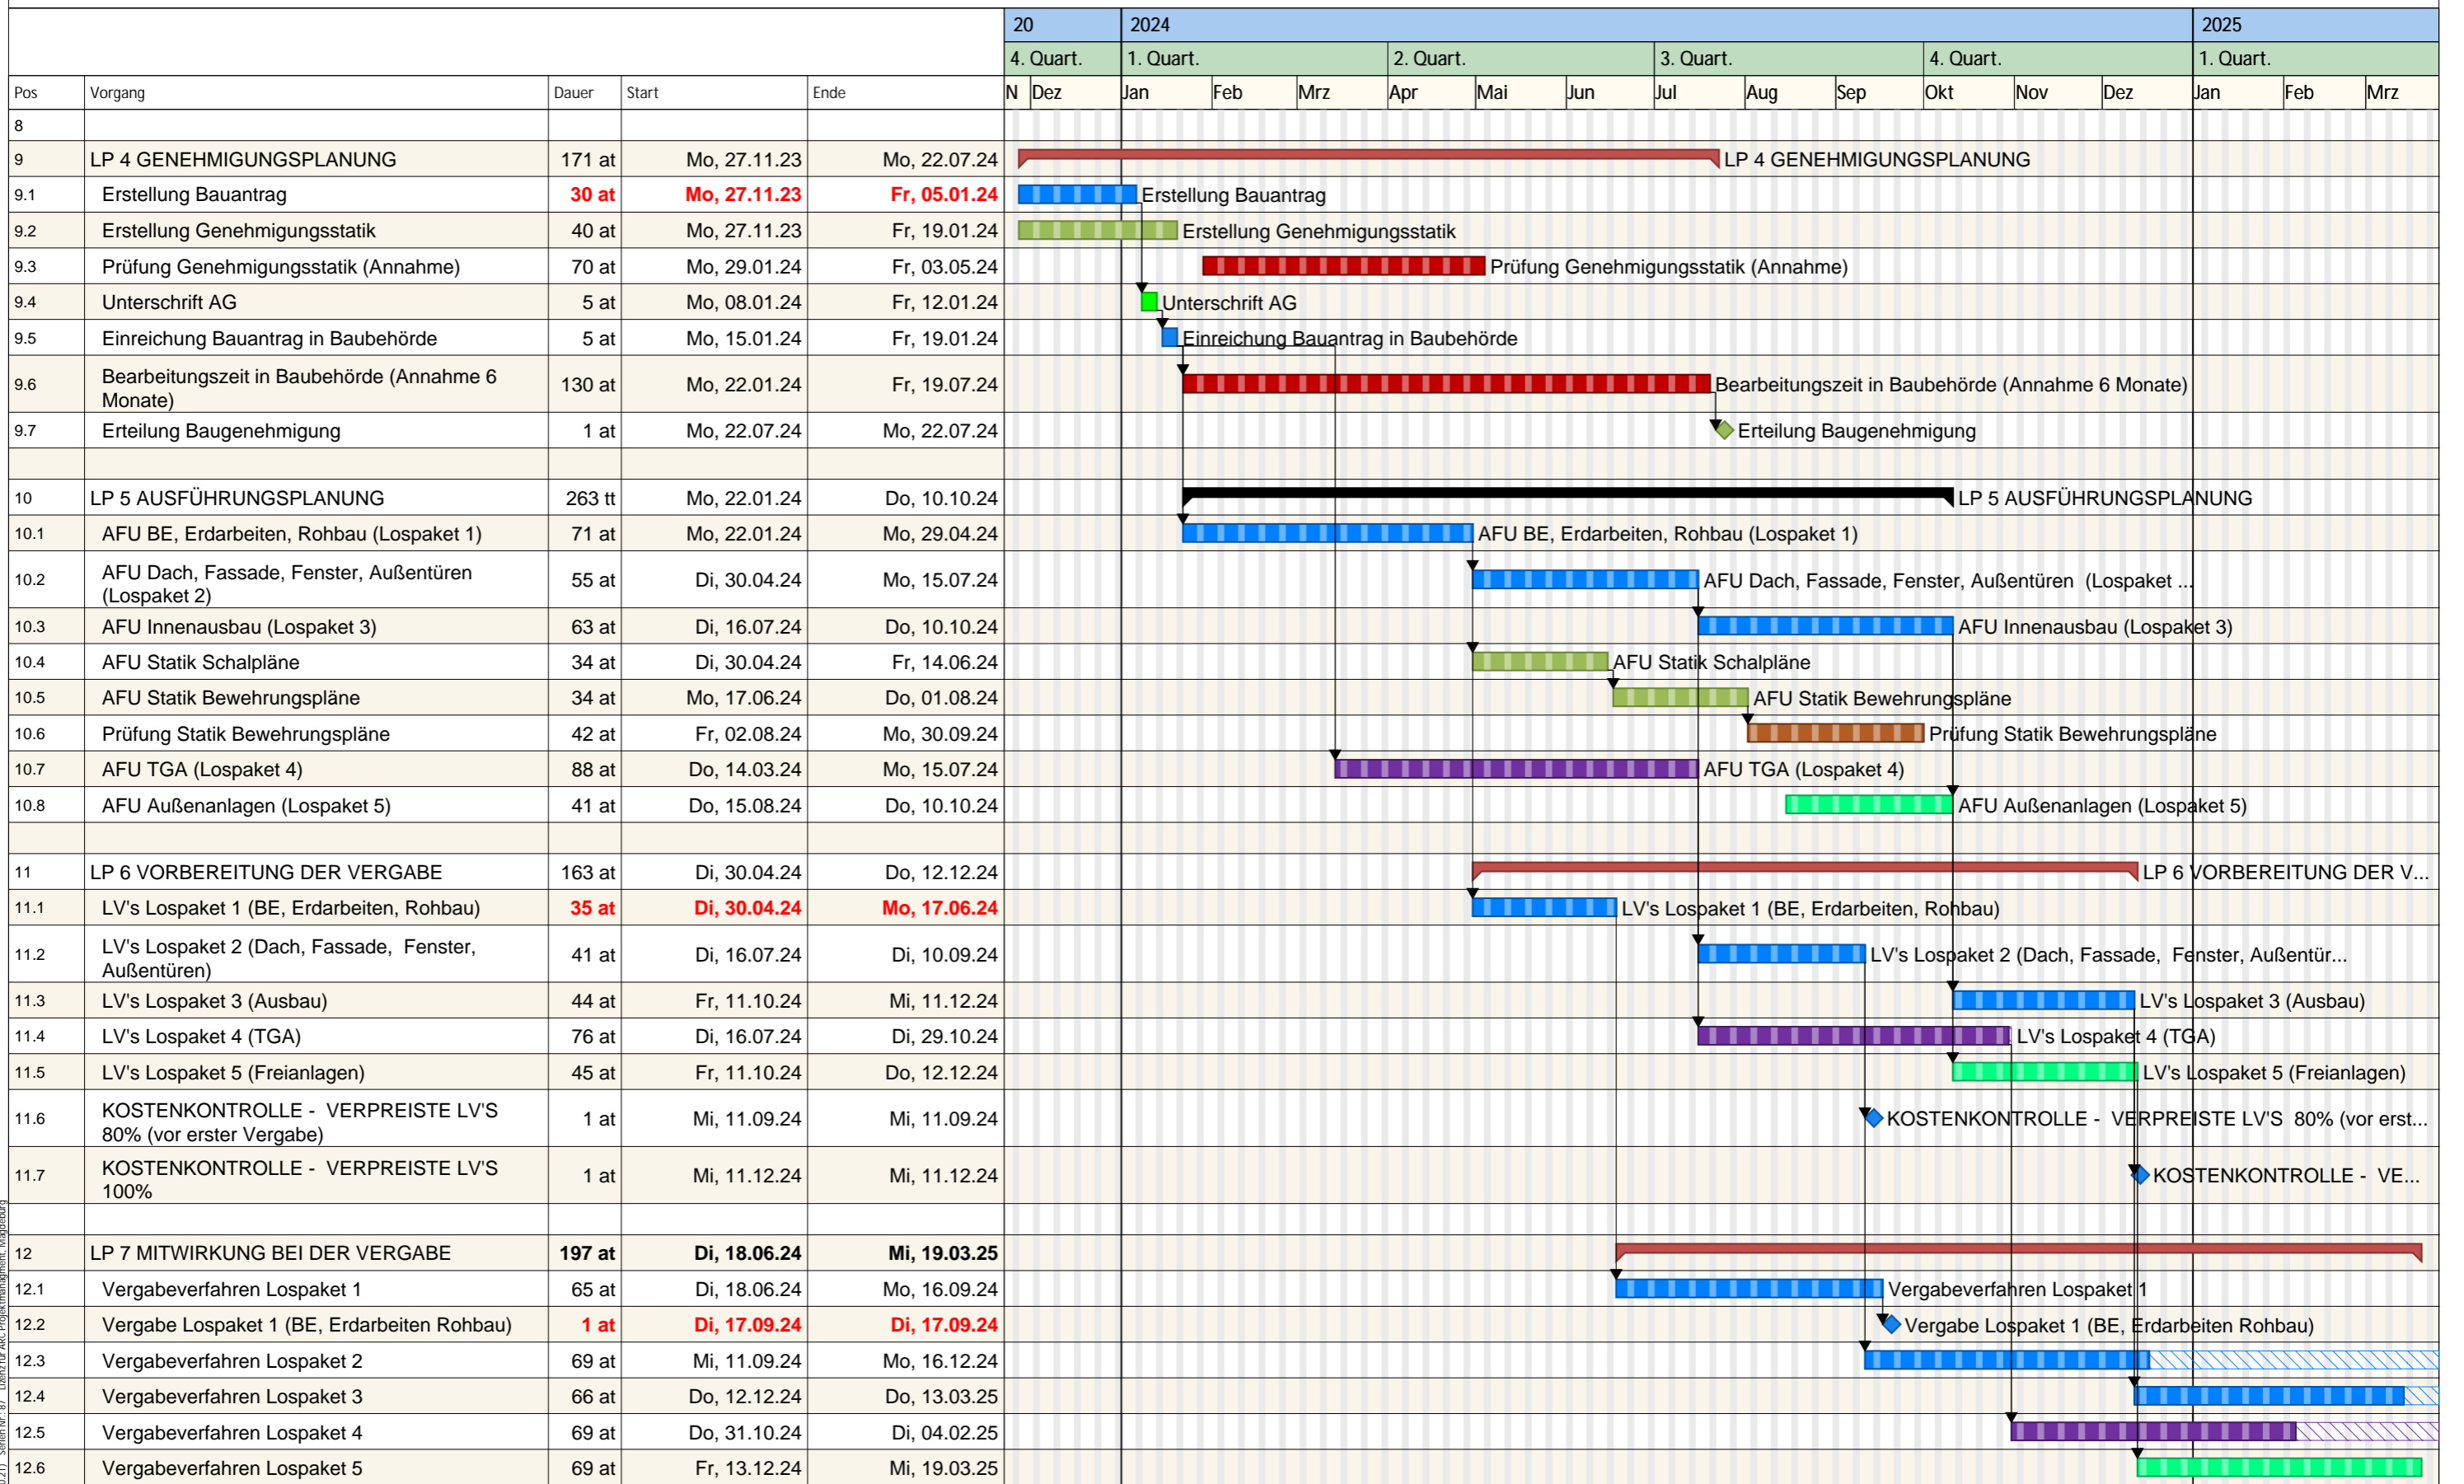 20 2024 2025
4. Quart. 1. Quart. 2. Quart. 3. Quart. 4. Quart. 1. Quart.
Pos Vorgang Dauer Start Ende N Dez Jan Feb Mrz Apr Mai Jun Jul Aug Sep Okt Nov Dez Jan Feb Mrz
8
9 LP 4 GENEHMIGUNGSPLANUNG 171 at Mo, 27.11.23 Mo, 22.07.24 LP 4 GENEHMIGUNGSPLANUNG
9.1 Erstellung Bauantrag 30 at Mo, 27.11.23 Fr, 05.01.24 Erstellung Bauantrag
9.2 Erstellung Genehmigungsstatik 40 at Mo, 27.11.23 Fr, 19.01.24 Erstellung Genehmigungsstatik
9.3 Prüfung Genehmigungsstatik (Annahme) 70 at Mo, 29.01.24 Fr, 03.05.24 Prüfung Genehmigungsstatik (Annahme)
9.4 Unterschrift AG 5 at Mo, 08.01.24 Fr, 12.01.24 Unterschrift AG
9.5 Einreichung Bauantrag in Baubehörde 5 at Mo, 15.01.24 Fr, 19.01.24 Einreichung Bauantrag in Baubehörde
9.6 Bearbeitungszeit in Baubehörde (Annahme 6
Monate) 130 at Mo, 22.01.24 Fr, 19.07.24 Bearbeitungszeit in Baubehörde (Annahme 6 Monate)
9.7 Erteilung Baugenehmigung 1 at Mo, 22.07.24 Mo, 22.07.24 Erteilung Baugenehmigung
10 LP 5 AUSFÜHRUNGSPLANUNG 263 tt Mo, 22.01.24 Do, 10.10.24 LP 5 AUSFÜHRUNGSPLANUNG
10.1 AFU BE, Erdarbeiten, Rohbau (Lospaket 1) 71 at Mo, 22.01.24 Mo, 29.04.24 AFU BE, Erdarbeiten, Rohbau (Lospaket 1)
10.2 AFU Dach, Fassade, Fenster, Außentüren
(Lospaket 2) 55 at Di, 30.04.24 Mo, 15.07.24 AFU Dach, Fassade, Fenster, Außentüren (Lospaket ...
10.3 AFU Innenausbau (Lospaket 3) 63 at Di, 16.07.24 Do, 10.10.24 AFU Innenausbau (Lospaket 3)
10.4 AFU Statik Schalpläne 34 at Di, 30.04.24 Fr, 14.06.24 AFU Statik Schalpläne
10.5 AFU Statik Bewehrungspläne 34 at Mo, 17.06.24 Do, 01.08.24 AFU Statik Bewehrungspläne
10.6 Prüfung Statik Bewehrungspläne 42 at Fr, 02.08.24 Mo, 30.09.24 Prüfung Statik Bewehrungspläne
10.7 AFU TGA (Lospaket 4) 88 at Do, 14.03.24 Mo, 15.07.24 AFU TGA (Lospaket 4)
10.8 AFU Außenanlagen (Lospaket 5) 41 at Do, 15.08.24 Do, 10.10.24 AFU Außenanlagen (Lospaket 5)
11 LP 6 VORBEREITUNG DER VERGABE 163 at Di, 30.04.24 Do, 12.12.24 LP 6 VORBEREITUNG DER V...
11.1 LV's Lospaket 1 (BE, Erdarbeiten, Rohbau) 35 at Di, 30.04.24 Mo, 17.06.24 LV's Lospaket 1 (BE, Erdarbeiten, Rohbau)
11.2 LV's Lospaket 2 (Dach, Fassade, Fenster,
Außentüren) 41 at Di, 16.07.24 Di, 10.09.24 LV's Lospaket 2 (Dach, Fassade, Fenster, Außentür...
11.3 LV's Lospaket 3 (Ausbau) 44 at Fr, 11.10.24 Mi, 11.12.24 LV's Lospaket 3 (Ausbau)
11.4 LV's Lospaket 4 (TGA) 76 at Di, 16.07.24 Di, 29.10.24 LV's Lospaket 4 (TGA)
11.5 LV's Lospaket 5 (Freianlagen) 45 at Fr, 11.10.24 Do, 12.12.24 LV's Lospaket 5 (Freianlagen)
11.6 KOSTENKONTROLLE - VERPREISTE LV'S
80% (vor erster Vergabe) 1 at Mi, 11.09.24 Mi, 11.09.24 KOSTENKONTROLLE - VERPREISTE LV'S 80% (vor erst...
11.7 KOSTENKONTROLLE - VERPREISTE LV'S
100% 1 at Mi, 11.12.24 Mi, 11.12.24 KOSTENKONTROLLE - VE...
12 LP 7 MITWIRKUNG BEI DER VERGABE 197 at Di, 18.06.24 Mi, 19.03.25
12.1 Vergabeverfahren Lospaket 1 65 at Di, 18.06.24 Mo, 16.09.24 Vergabeverfahren Lospaket 1
12.2 Vergabe Lospaket 1 (BE, Erdarbeiten Rohbau) 1 at Di, 17.09.24 Di, 17.09.24 Vergabe Lospaket 1 (BE, Erdarbeiten Rohbau)
12.3 Vergabeverfahren Lospaket 2 69 at Mi, 11.09.24 Mo, 16.12.24
12.4 Vergabeverfahren Lospaket 3 66 at Do, 12.12.24 Do, 13.03.25
12.5 Vergabeverfahren Lospaket 4 69 at Do, 31.10.24 Di, 04.02.25
12.6 Vergabeverfahren Lospaket 5 69 at Fr, 13.12.24 Mi, 19.03.25
Serien Nr.: 87 Lizenz für ARC Projektmanagment, Magdeburg